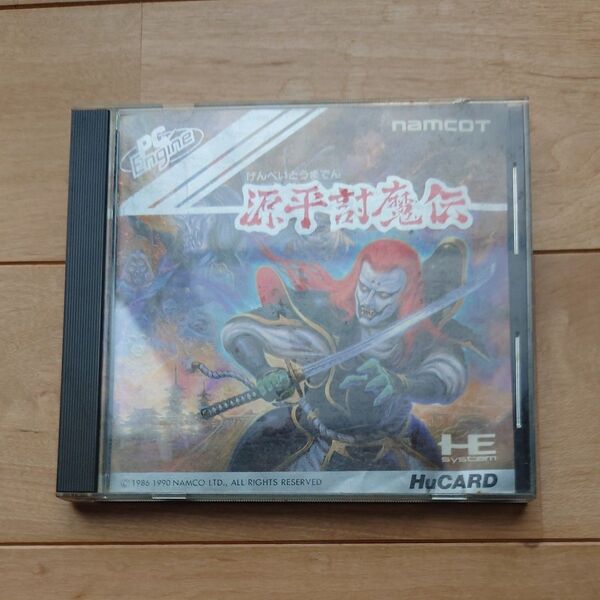 PC Engine
namcot
げんぺいとうまでん
源平討魔伝
HE
system
© 1986 1990 NAMCO LTD., ALL RIGHTS RESERVED
HuCARD